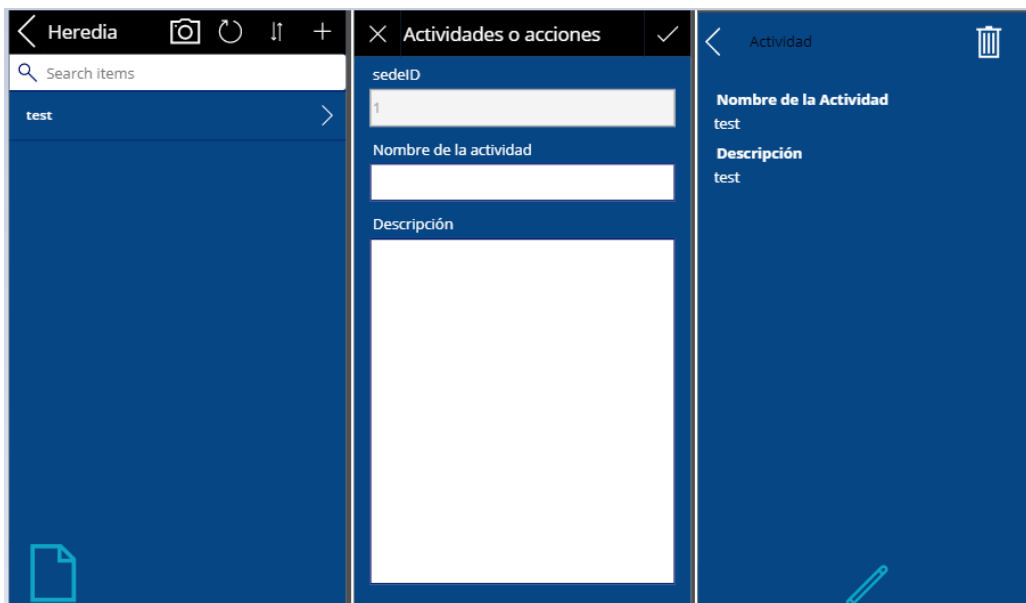 Heredia
Search items
test
Actividades o acciones
sedeID
1
Nombre de la actividad
Descripción
Actividad
Nombre de la Actividad
test
Descripción
test